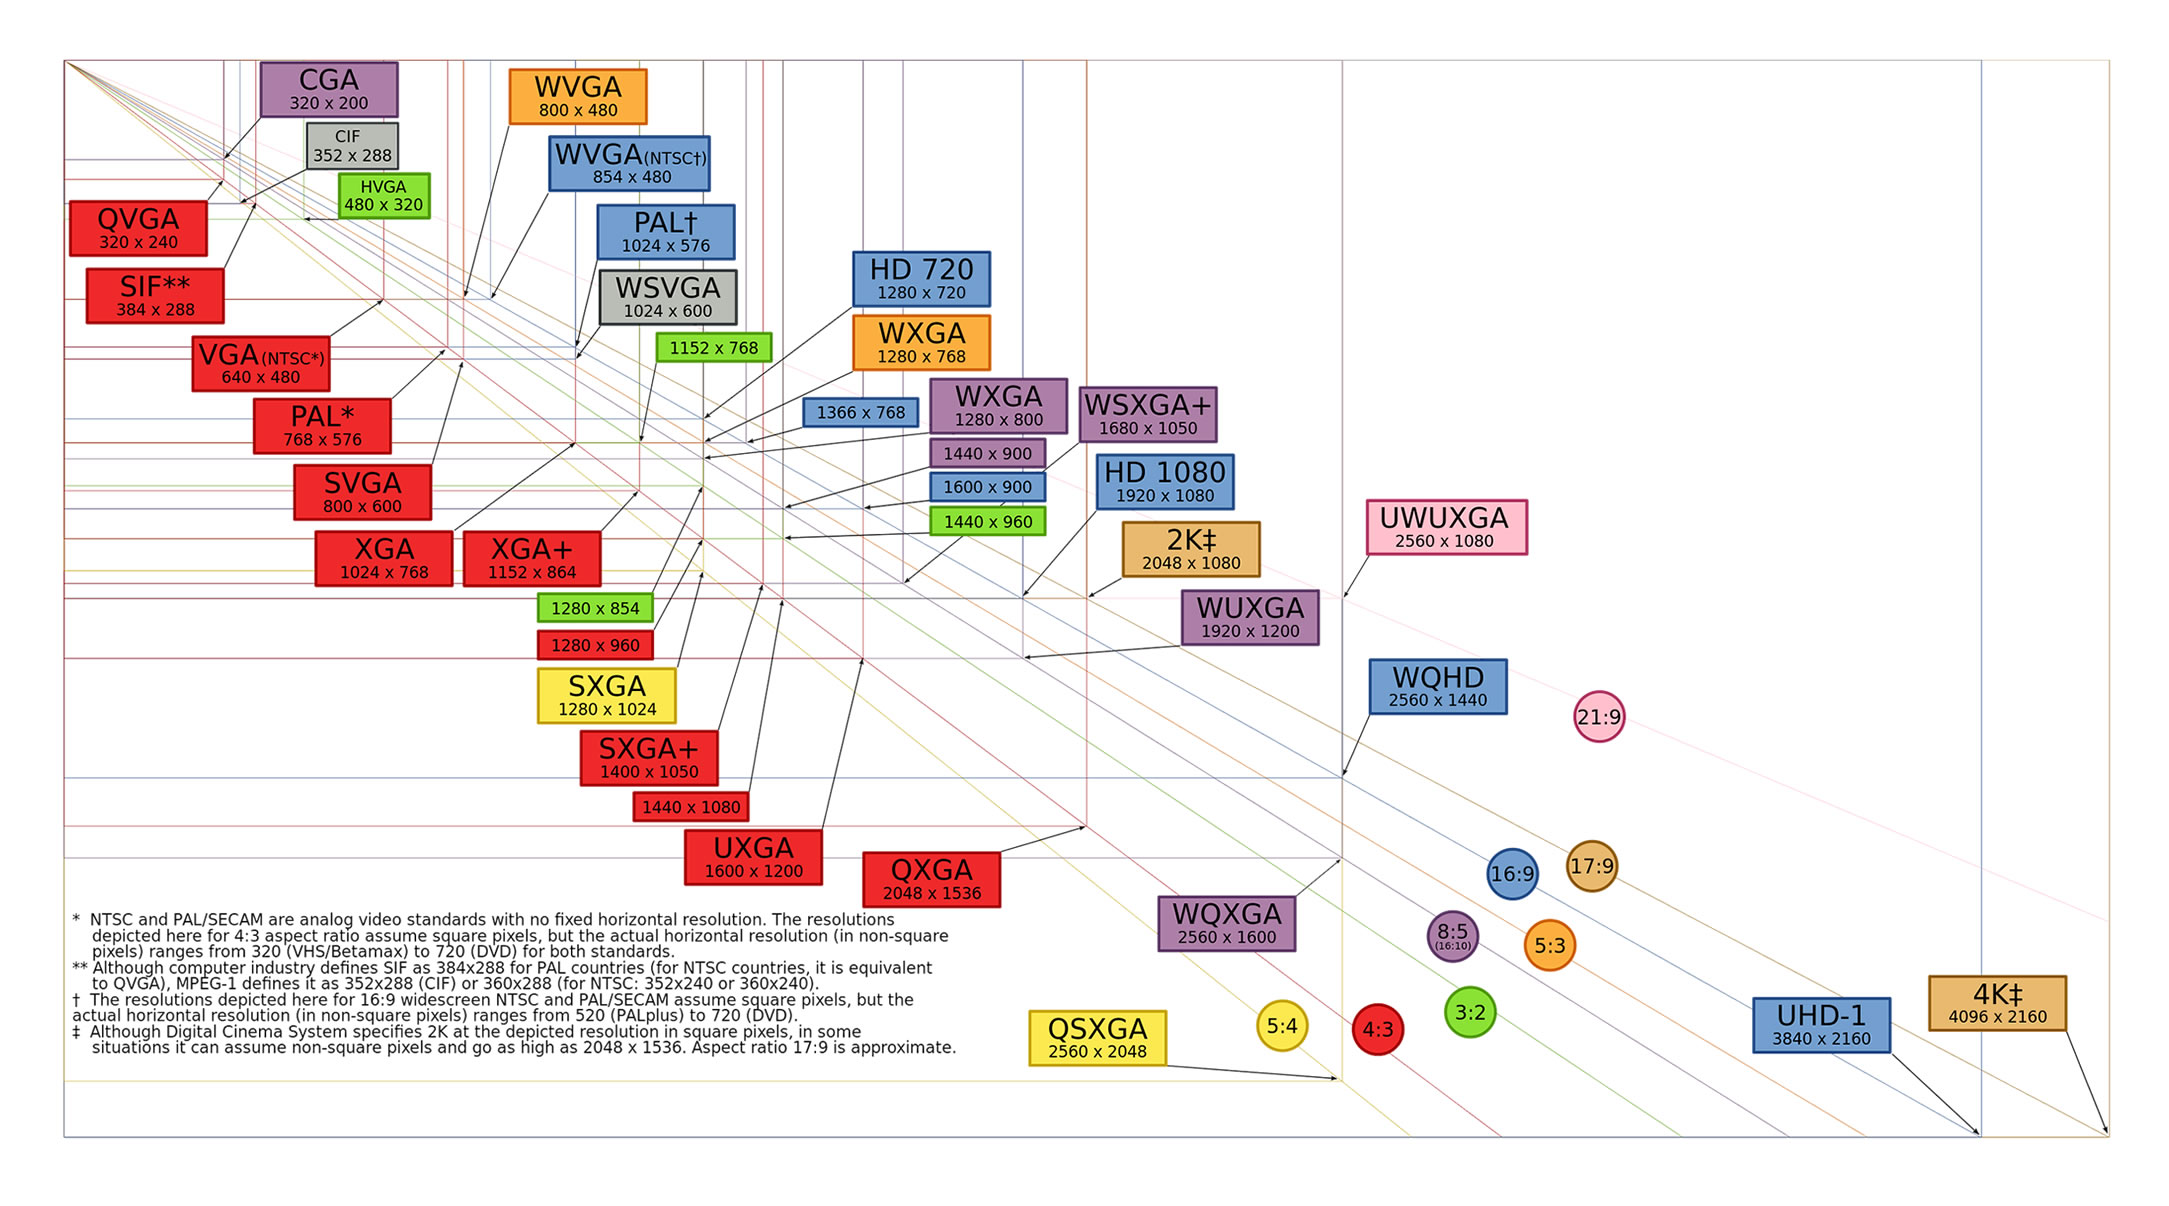 CGA
320 x 200
CIF
352 x 288
HVGA
480 x 320
QVGA
320 x 240
SIF**
384 x 288
VGA (NTSC*)
640 x 480
PAL*
768 x 576
SVGA
800 x 600
XGA
1024 x 768
XGA+
1152 x 864
1280 x 854
1280 x 960
SXGA
1280 x 1024
SXGA+
1400 x 1050
1440 x 1080
UXGA
1600 x 1200
QXGA
2048 x 1536
WVGA
800 x 480
WVGA (NTSC†)
854 x 480
PAL†
1024 x 576
WSVGA
1024 x 600
1152 x 768
HD 720
1280 x 720
WXGA
1280 x 768
1366 x 768
WXGA
1280 x 800
1440 x 900
1600 x 900
1440 x 960
WSXGA+
1680 x 1050
HD 1080
1920 x 1080
2K‡
2048 x 1080
WUXGA
1920 x 1200
UWUXGA
2560 x 1080
WQHD
2560 x 1440
21:9
16:9
17:9
WQXGA
2560 x 1600
8:5
(16:10)
5:3
QSXGA
2560 x 2048
5:4
4:3
3:2
UHD-1
3840 x 2160
4K‡
4096 x 2160
* NTSC and PAL/SECAM are analog video standards with no fixed horizontal resolution. The resolutions
depicted here for 4:3 aspect ratio assume square pixels, but the actual horizontal resolution (in non-square
pixels) ranges from 320 (VHS/Betamax) to 720 (DVD) for both standards.
** Although computer industry defines SIF as 384x288 for PAL countries (for NTSC countries, it is equivalent
to QVGA), MPEG-1 defines it as 352x288 (CIF) or 360x288 (for NTSC: 352x240 or 360x240).
† The resolutions depicted here for 16:9 widescreen NTSC and PAL/SECAM assume square pixels, but the
actual horizontal resolution (in non-square pixels) ranges from 520 (PALplus) to 720 (DVD).
‡ Although Digital Cinema System specifies 2K at the depicted resolution in square pixels, in some
situations it can assume non-square pixels and go as high as 2048 x 1536. Aspect ratio 17:9 is approximate.